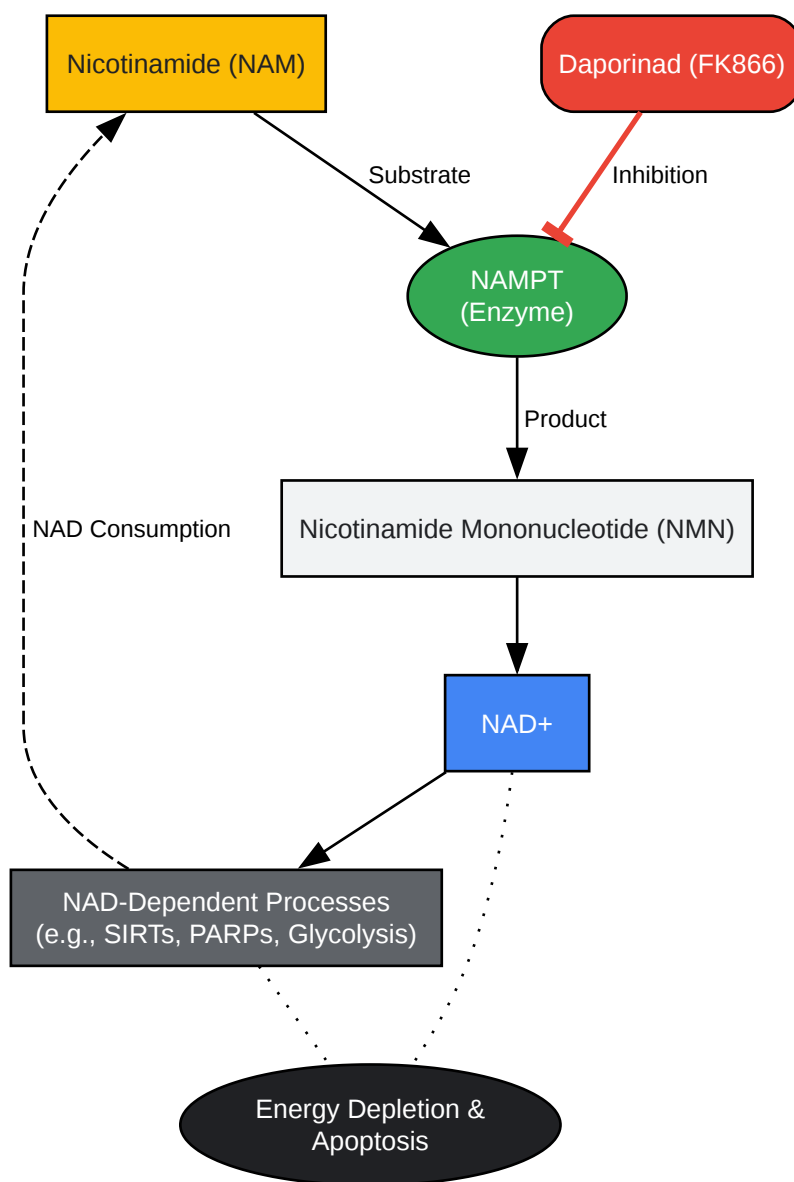 Nicotinamide (NAM)
Daporinad (FK866)
Substrate
Inhibition
NAMPT
(Enzyme)
Product
Nicotinamide Mononucleotide (NMN)
NAD Consumption
NAD+
NAD-Dependent Processes
(e.g., SIRTs, PARPs, Glycolysis)
Energy Depletion &
Apoptosis